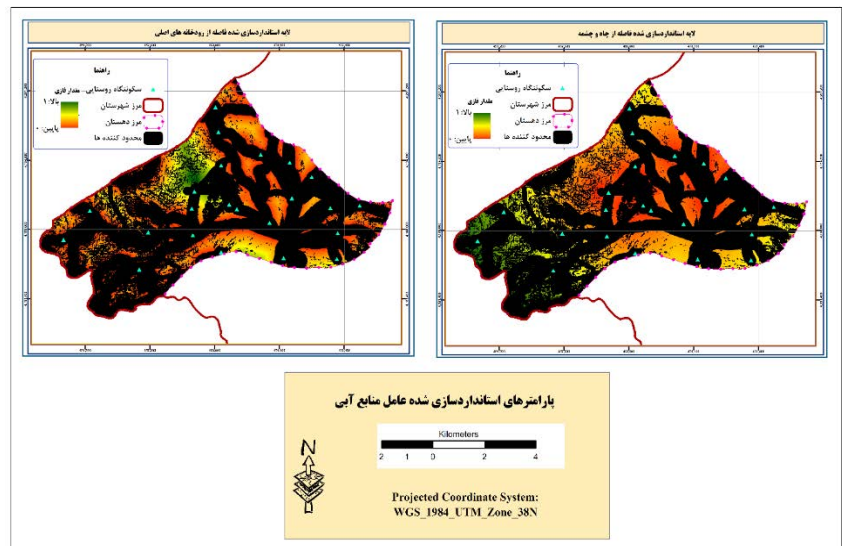 لایه استانداردسازی شده فاصله از رودخانه های اصلی
راهنما
سکونتگاه روستایی
مرز شهرستان
مرز دهستان
محدود کننده ها
مقدار فازی
بالا: ۱
پایین: ۰
لایه استانداردسازی شده فاصله از چاه و چشمه
راهنما
سکونتگاه روستایی
مرز شهرستان
مرز دهستان
محدود کننده ها
مقدار فازی
بالا: ۱
پایین: ۰
پارامترهای استانداردسازی شده عامل منابع آبی
N
Kilometers
2 1 0 2 4
Projected Coordinate System:
WGS_1984_UTM_Zone_38N